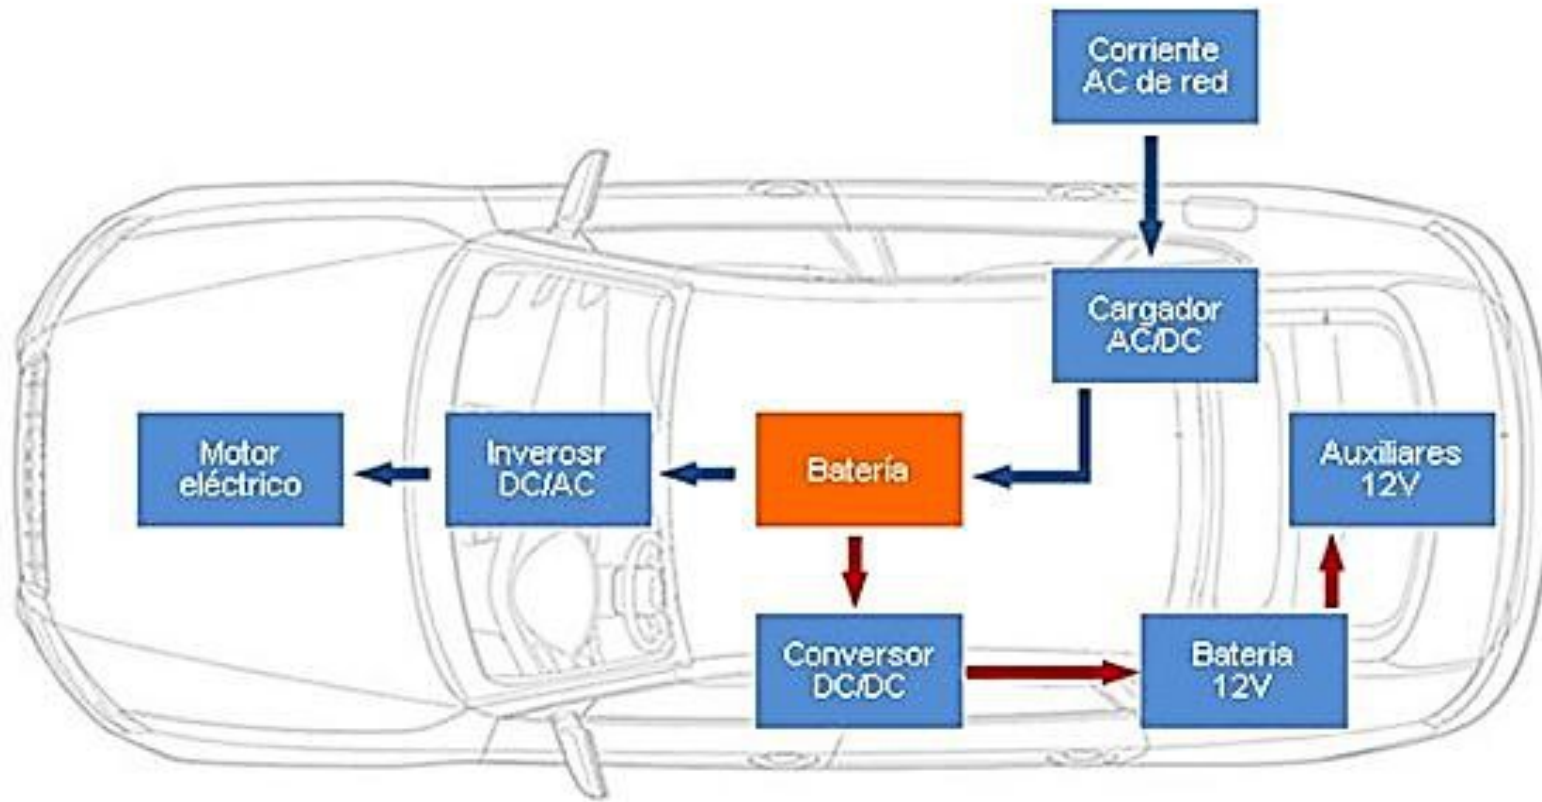 Corriente
AC de red
Cargador
AC/DC
Motor
eléctrico
Inverosr
DC/AC
Batería
Auxiliares
12V
Conversor
DC/DC
Bateria
12V